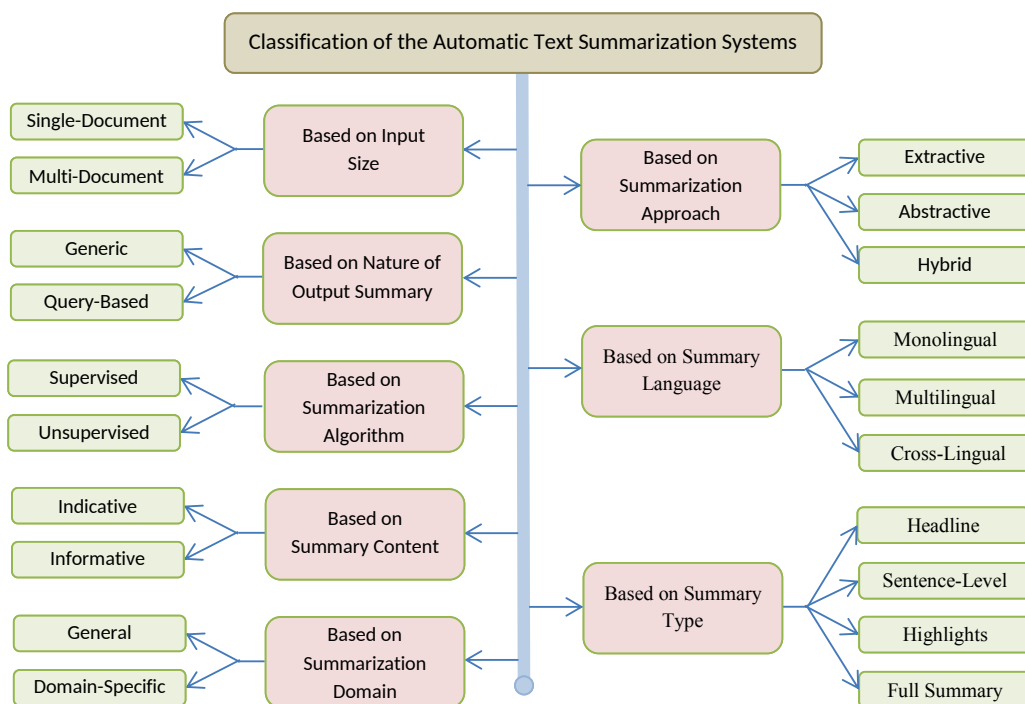 Classification of the Automatic Text Summarization Systems
Single-Document
Multi-Document
Based on Input
Size
Generic
Query-Based
Based on Nature of
Output Summary
Supervised
Unsupervised
Based on
Summarization
Algorithm
Indicative
Informative
Based on
Summary Content
General
Domain-Specific
Based on
Summarization
Domain
Based on
Summarization
Approach
Extractive
Abstractive
Hybrid
Based on Summary
Language
Monolingual
Multilingual
Cross-Lingual
Based on Summary
Type
Headline
Sentence-Level
Highlights
Full Summary